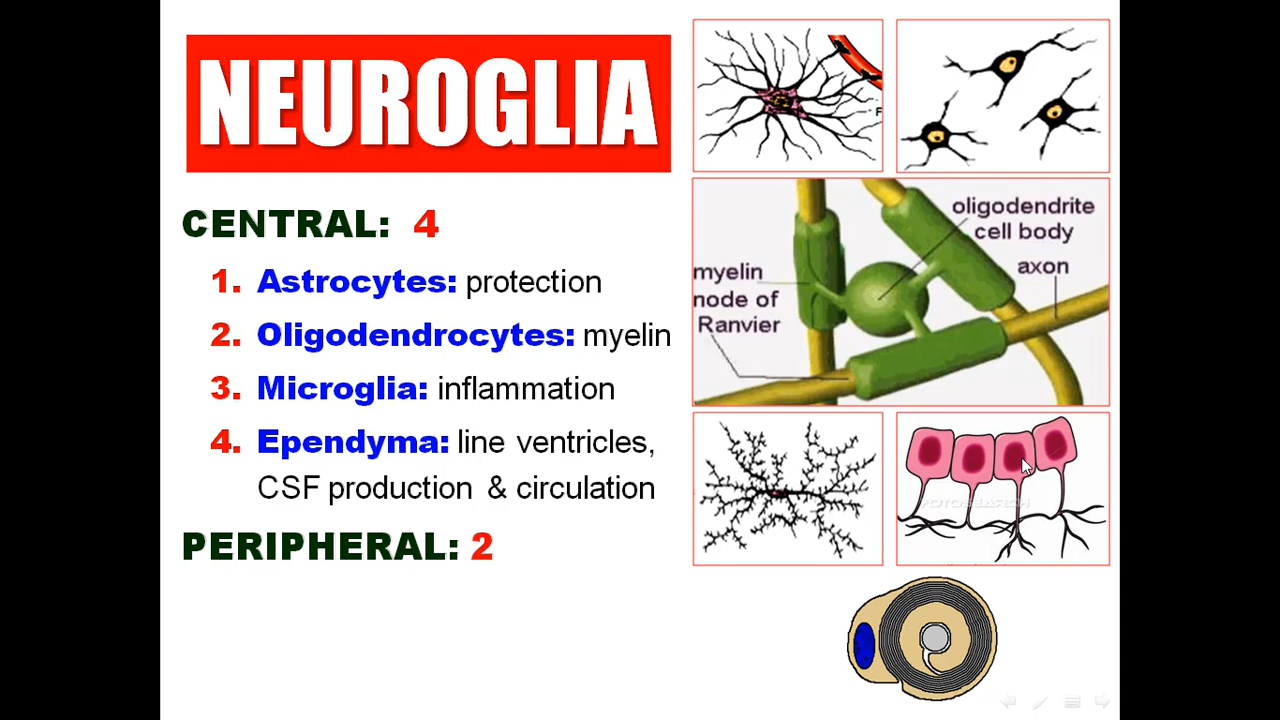 NEUROGLIA
CENTRAL: 4
1. Astrocytes: protection
2. Oligodendrocytes: myelin
3. Microglia: inflammation
4. Ependyma: line ventricles,
CSF production & circulation
PERIPHERAL: 2
F
oligodendrite
cell body
axon
myelin
node of
Ranvier
FOTOSEARCH